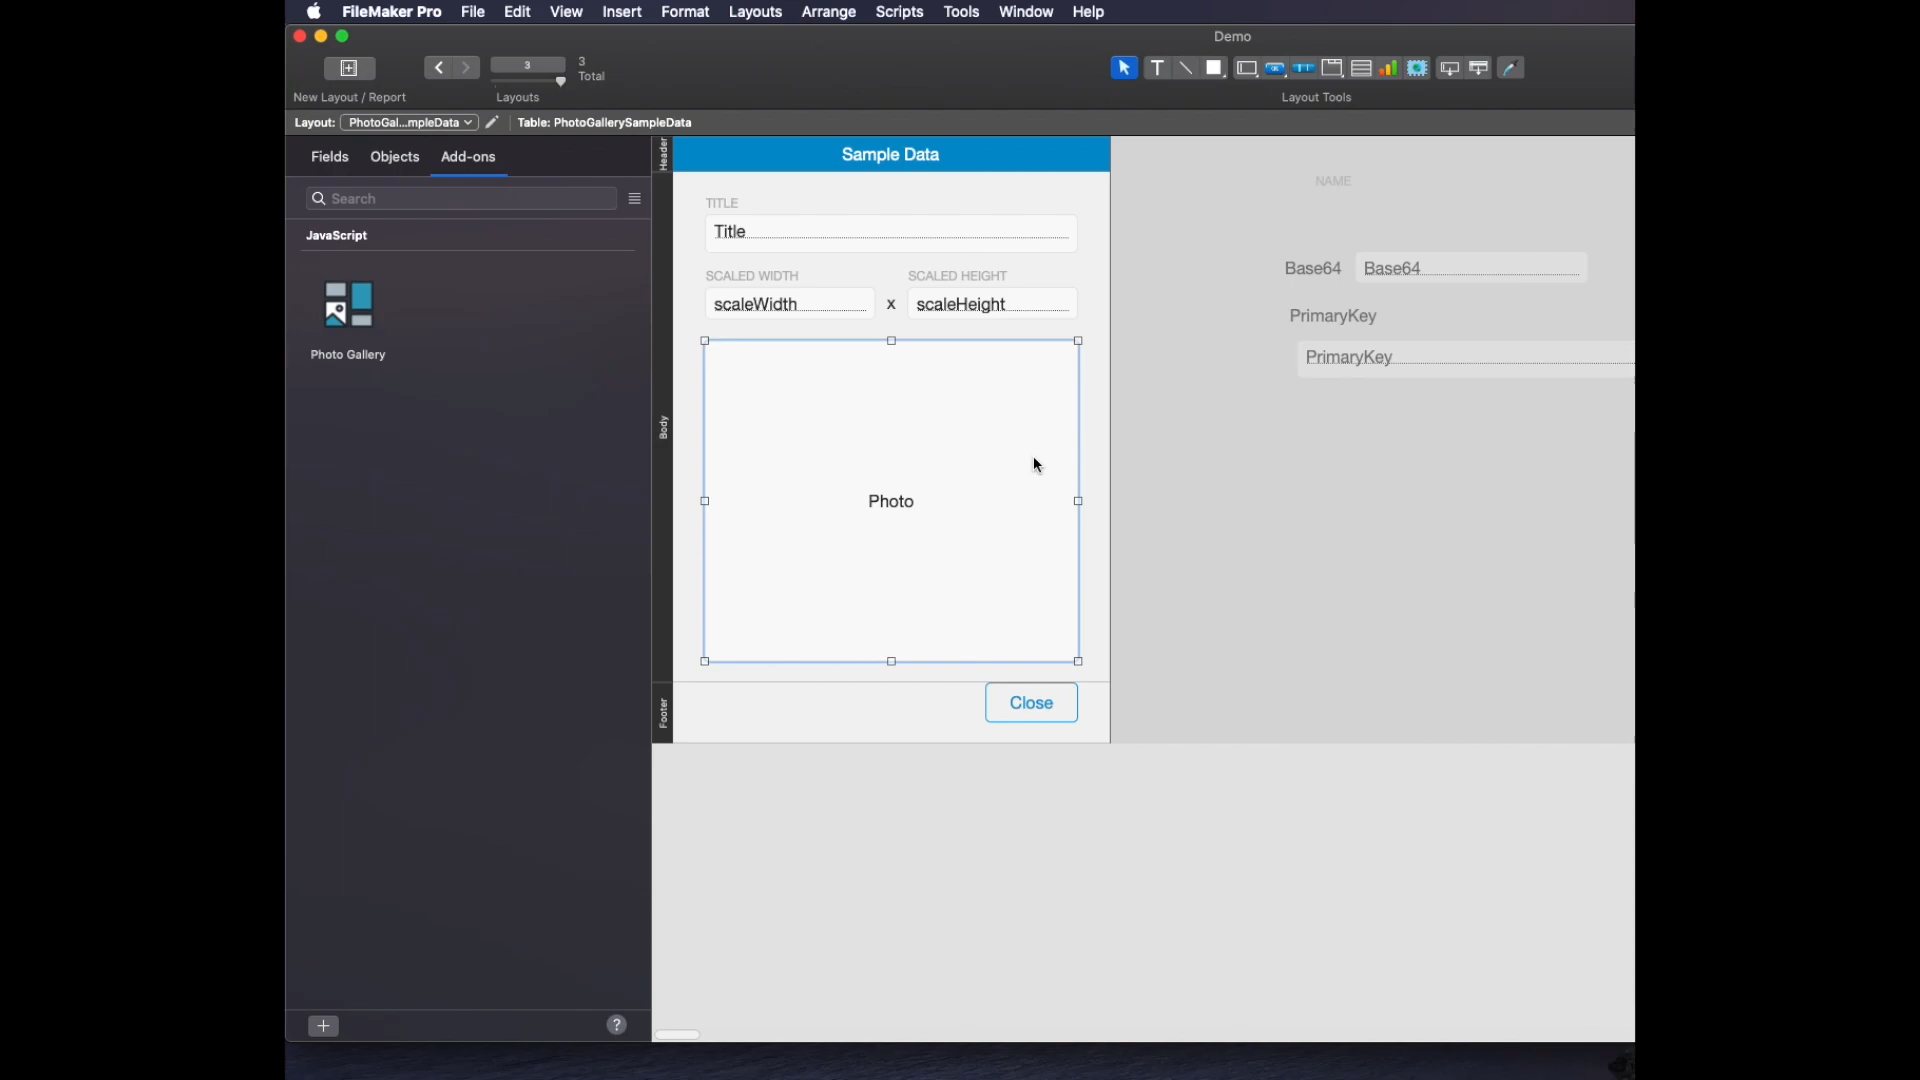 FileMaker Pro File Edit View Insert Format Layouts Arrange Scripts Tools Window Help
Demo
3
3
Total
New Layout / Report
Layouts
Layout Tools
Layout: PhotoGal...mpleData
Table: PhotoGallerySampleData
Fields Objects Add-ons
Search
JavaScript
Photo Gallery
+
?
Header
Sample Data
Body
TITLE
Title
SCALED WIDTH
SCALED HEIGHT
scaleWidth
x
scaleHeight
Photo
Footer
Close
NAME
Base64
Base64
PrimaryKey
PrimaryKey